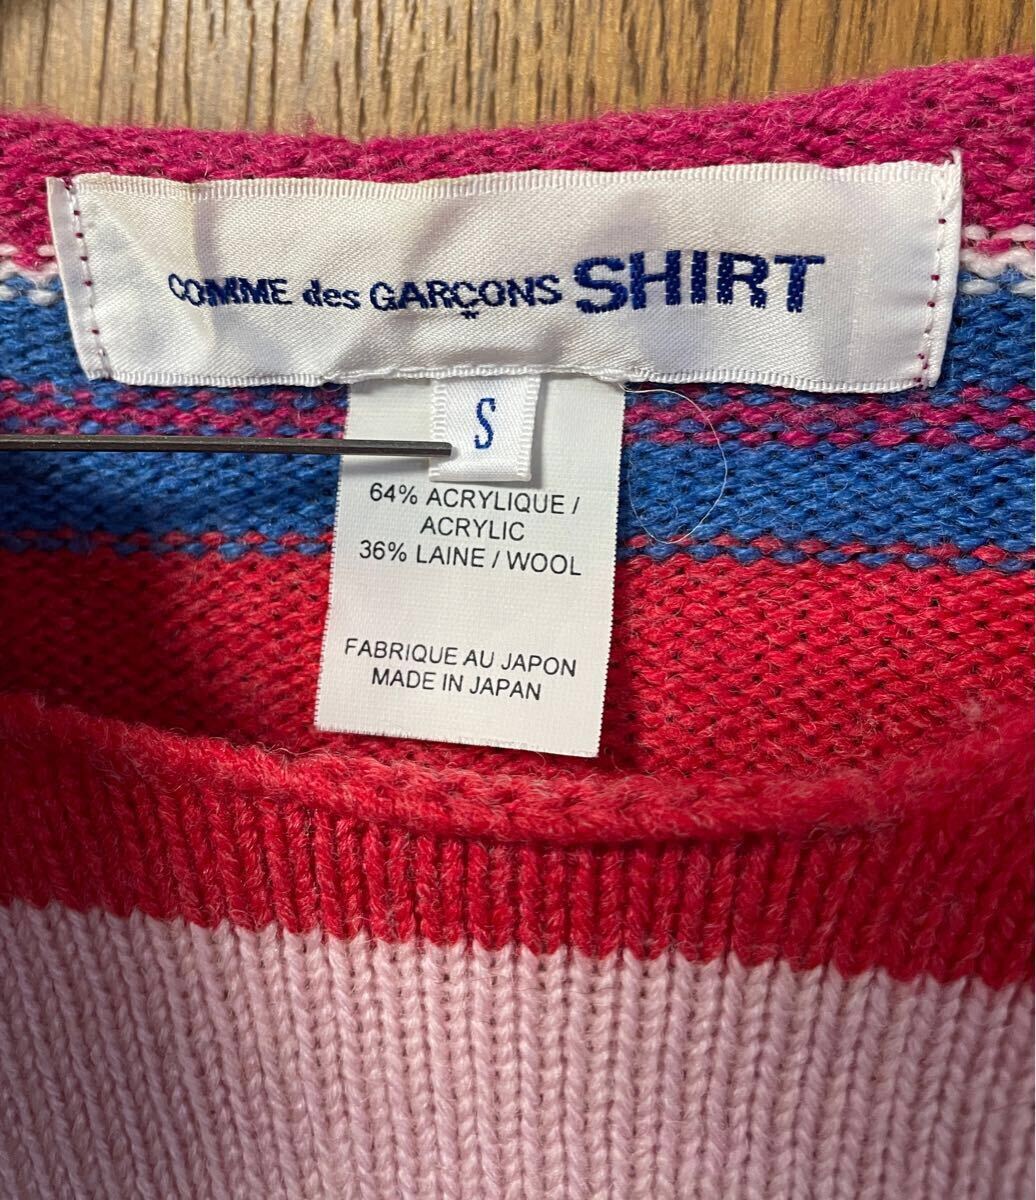 COMME des GARÇONS SHIRT
S
64% ACRYLIQUE /
ACRYLIC
36% LAINE / WOOL
FABRIQUE AU JAPON
MADE IN JAPAN